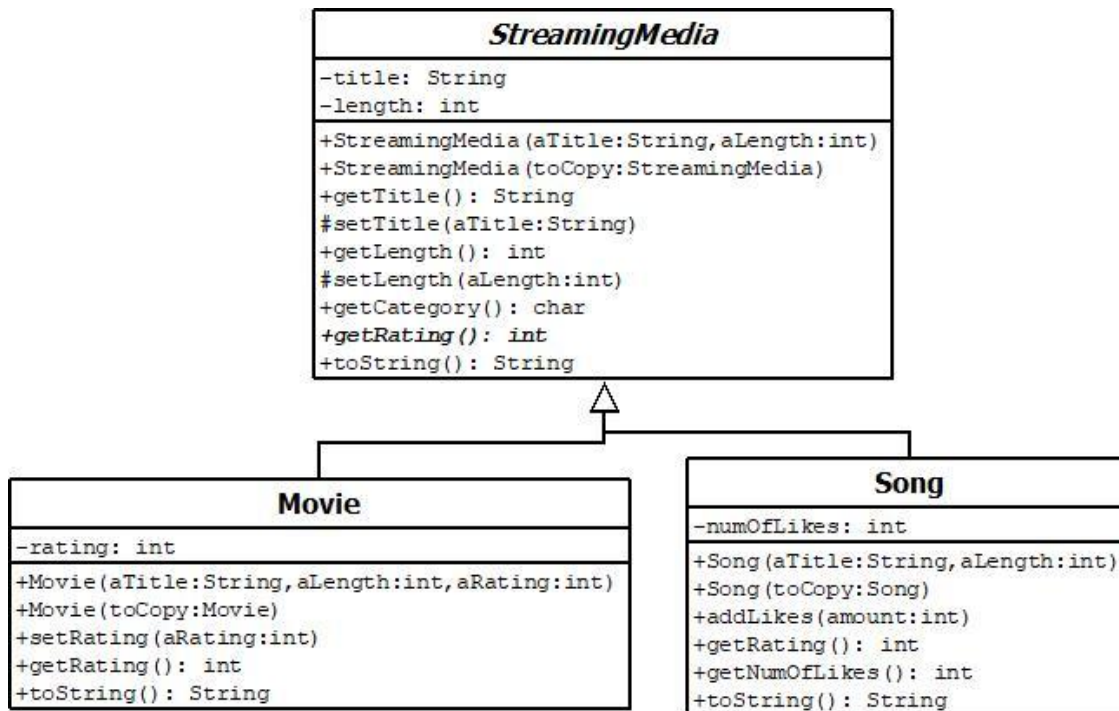 StreamingMedia
-title: String
-length: int
+StreamingMedia(aTitle:String,aLength:int)
+StreamingMedia(toCopy:StreamingMedia)
+getTitle(): String
#setTitle(aTitle:String)
+getLength(): int
#setLength(aLength:int)
+getCategory(): char
+getRating(): int
+toString(): String
Movie
-rating: int
+Movie(aTitle:String,aLength:int,aRating:int)
+Movie(toCopy:Movie)
+setRating(aRating:int)
+getRating(): int
+toString(): String
Song
-numOfLikes: int
+Song(aTitle:String,aLength:int)
+Song(toCopy:Song)
+addLikes(amount:int)
+getRating(): int
+getNumOfLikes(): int
+toString(): String